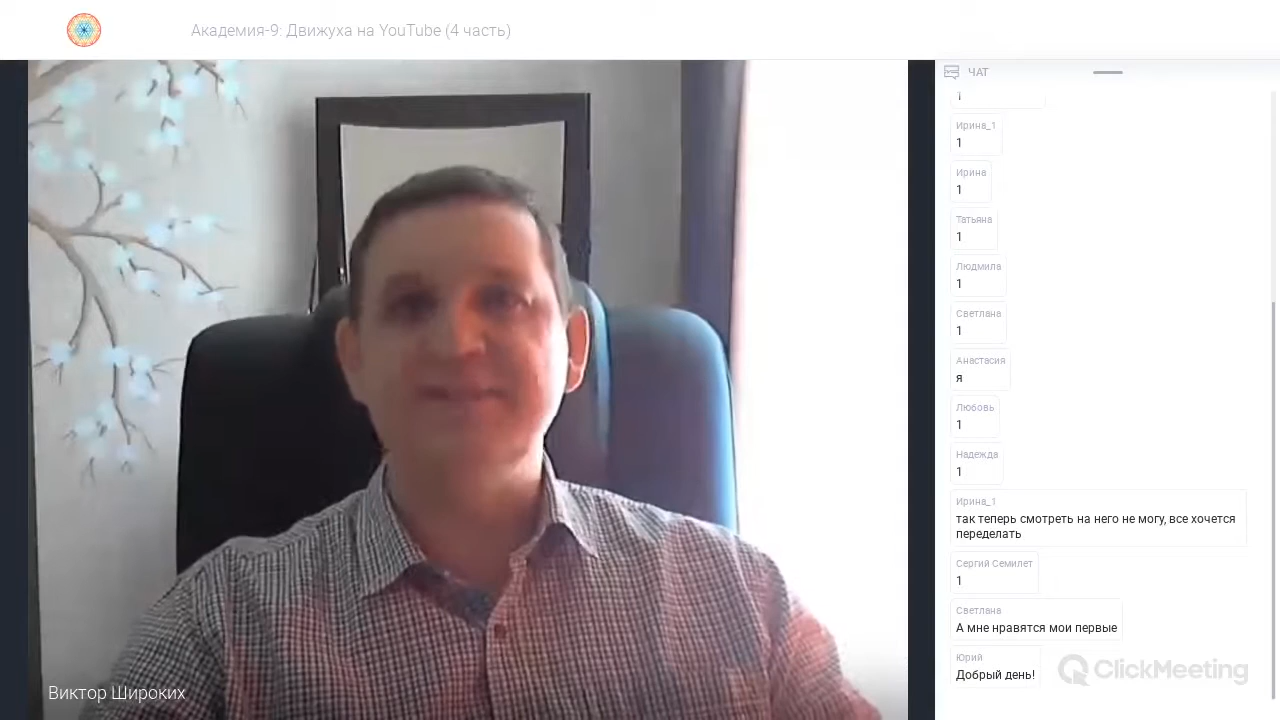 Академия-9: Движуха на YouTube (4 часть)
ЧАТ
1
Ирина_1
1
Ирина
1
Татьяна
1
Людмила
1
Светлана
1
Анастасия
я
Любовь
1
Надежда
1
Ирина_1
так теперь смотреть на него не могу, все хочется
переделать
Сергий Семилет
1
Светлана
А мне нравятся мои первые
Юрий
Добрый день!
ClickMeeting
Виктор Широких